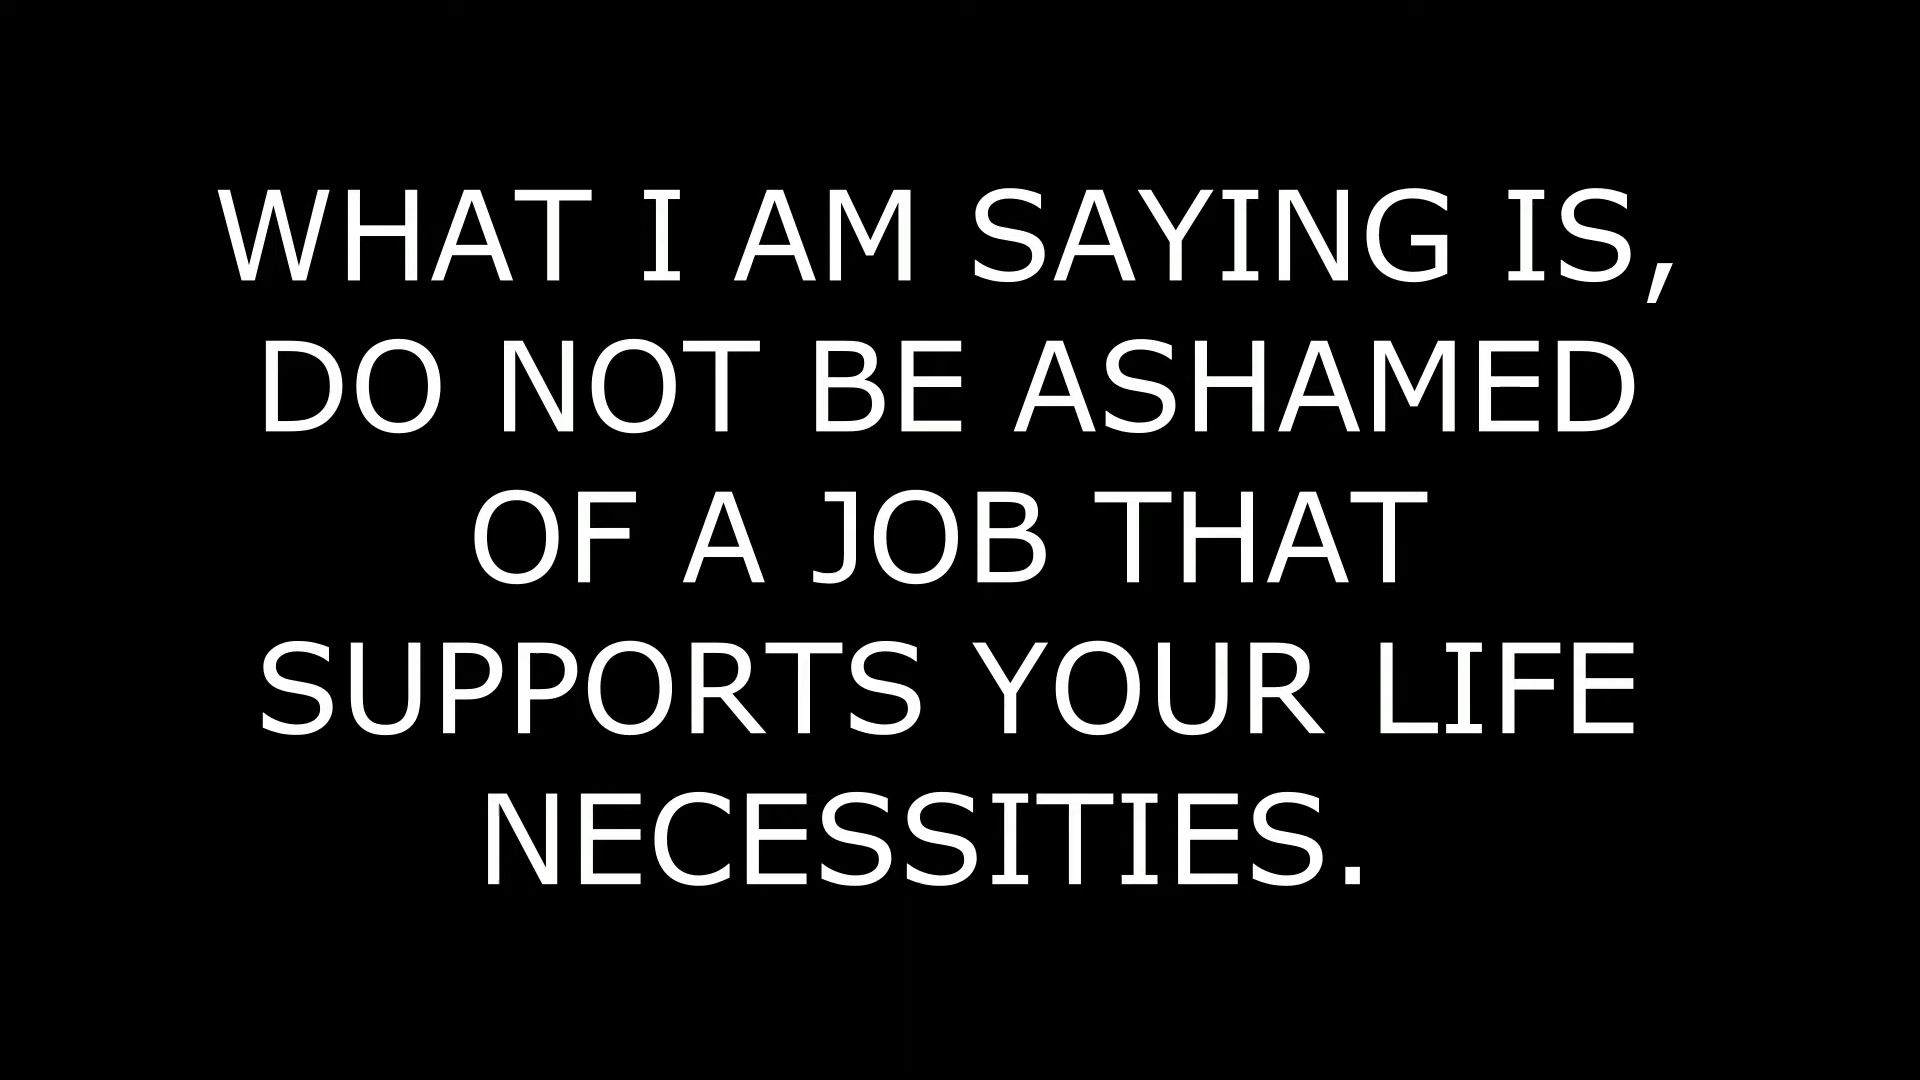 WHAT I AM SAYING IS,
DO NOT BE ASHAMED
OF A JOB THAT
SUPPORTS YOUR LIFE
NECESSITIES.